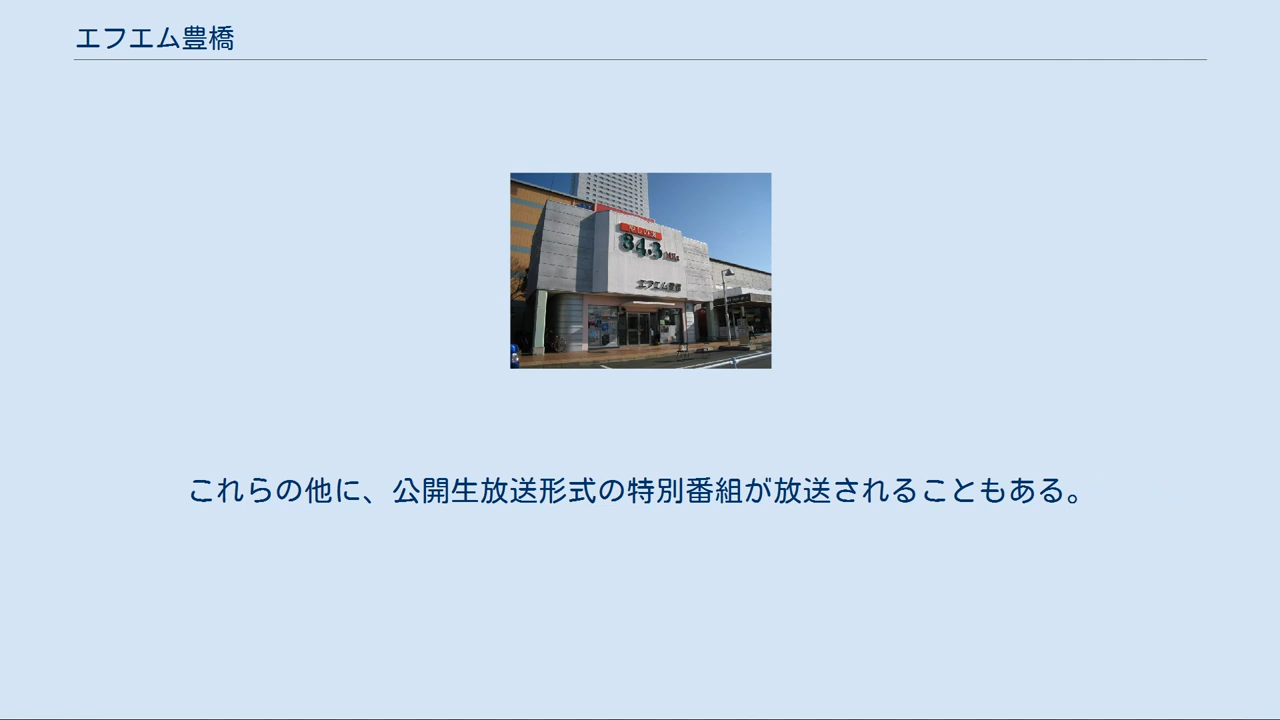 エフエム豊橋
84.3
エフエム豊橋
これらの他に、公開生放送形式の特別番組が放送されることもある。